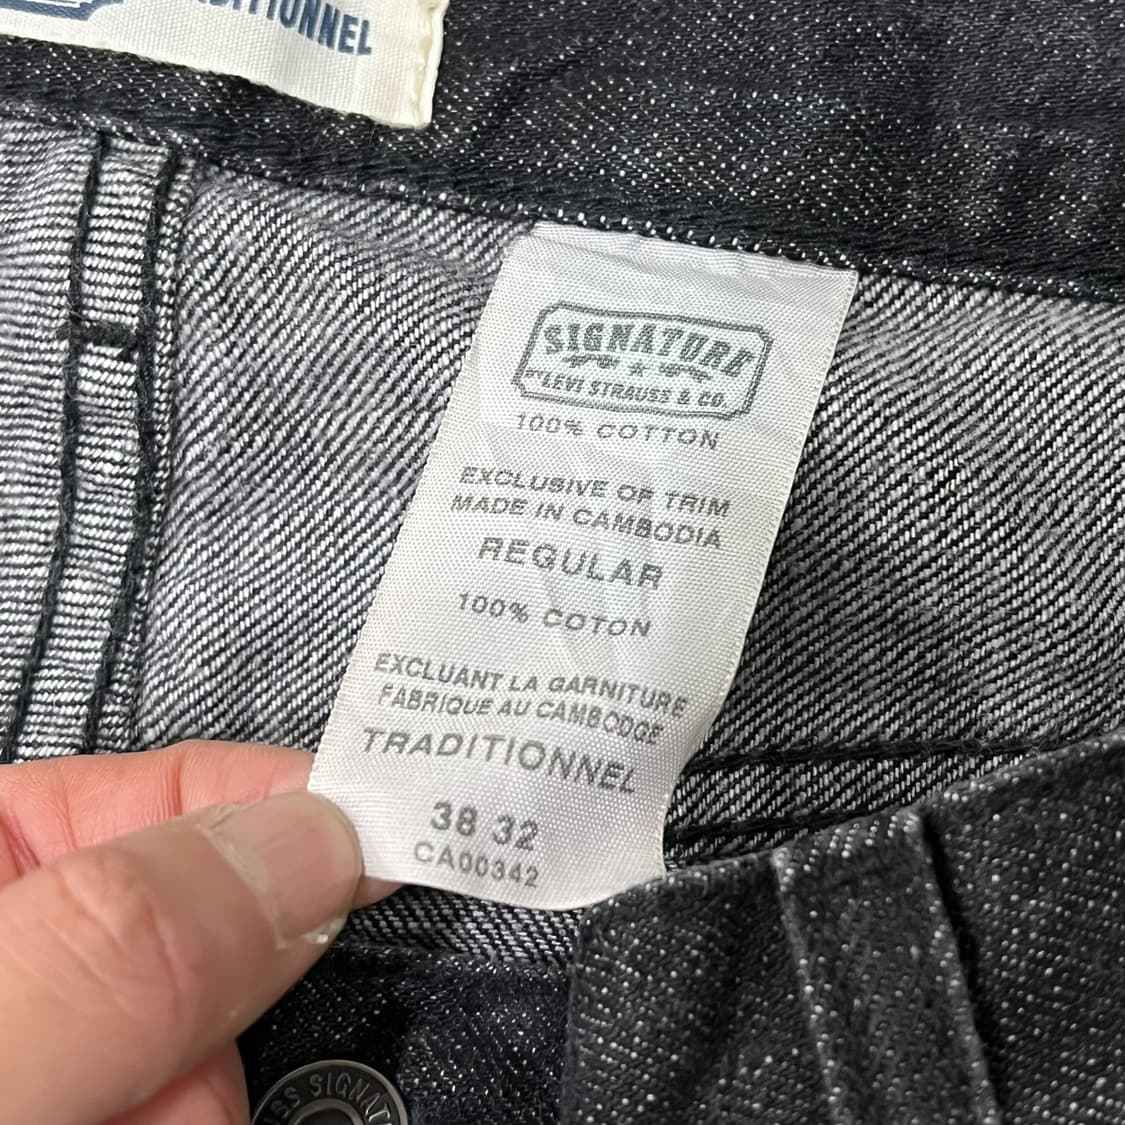 TIONNEL
SIGNATURE
LEVI STRAUSS & CO.
100% COTTON
EXCLUSIVE OF TRIM
MADE IN CAMBODIA
REGULAR
100% COTON
EXCLUANT LA GARNITURE
FABRIQUE AU CAMBODGE
TRADITIONNEL
38 32
CA00342
SS SIGNAT